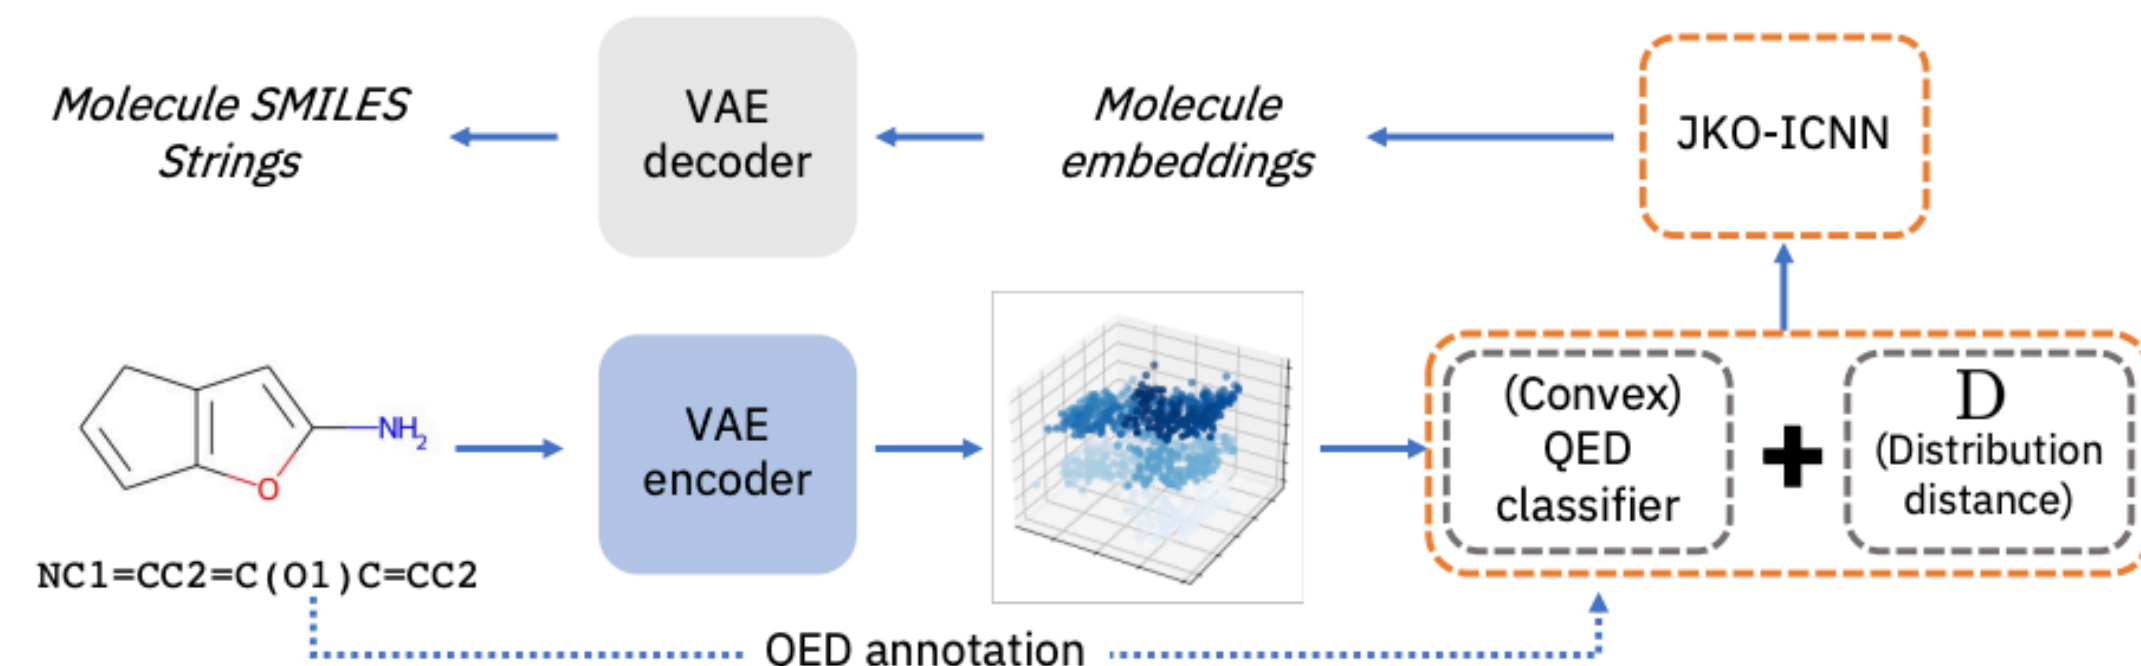 Molecule SMILES
Strings
VAE
decoder
Molecule
embeddings
JKO-ICNN
NH2
O
NC1=CC2=C(O1)C=CC2
VAE
encoder
(Convex)
QED
classifier
+
D
(Distribution
distance)
QED annotation